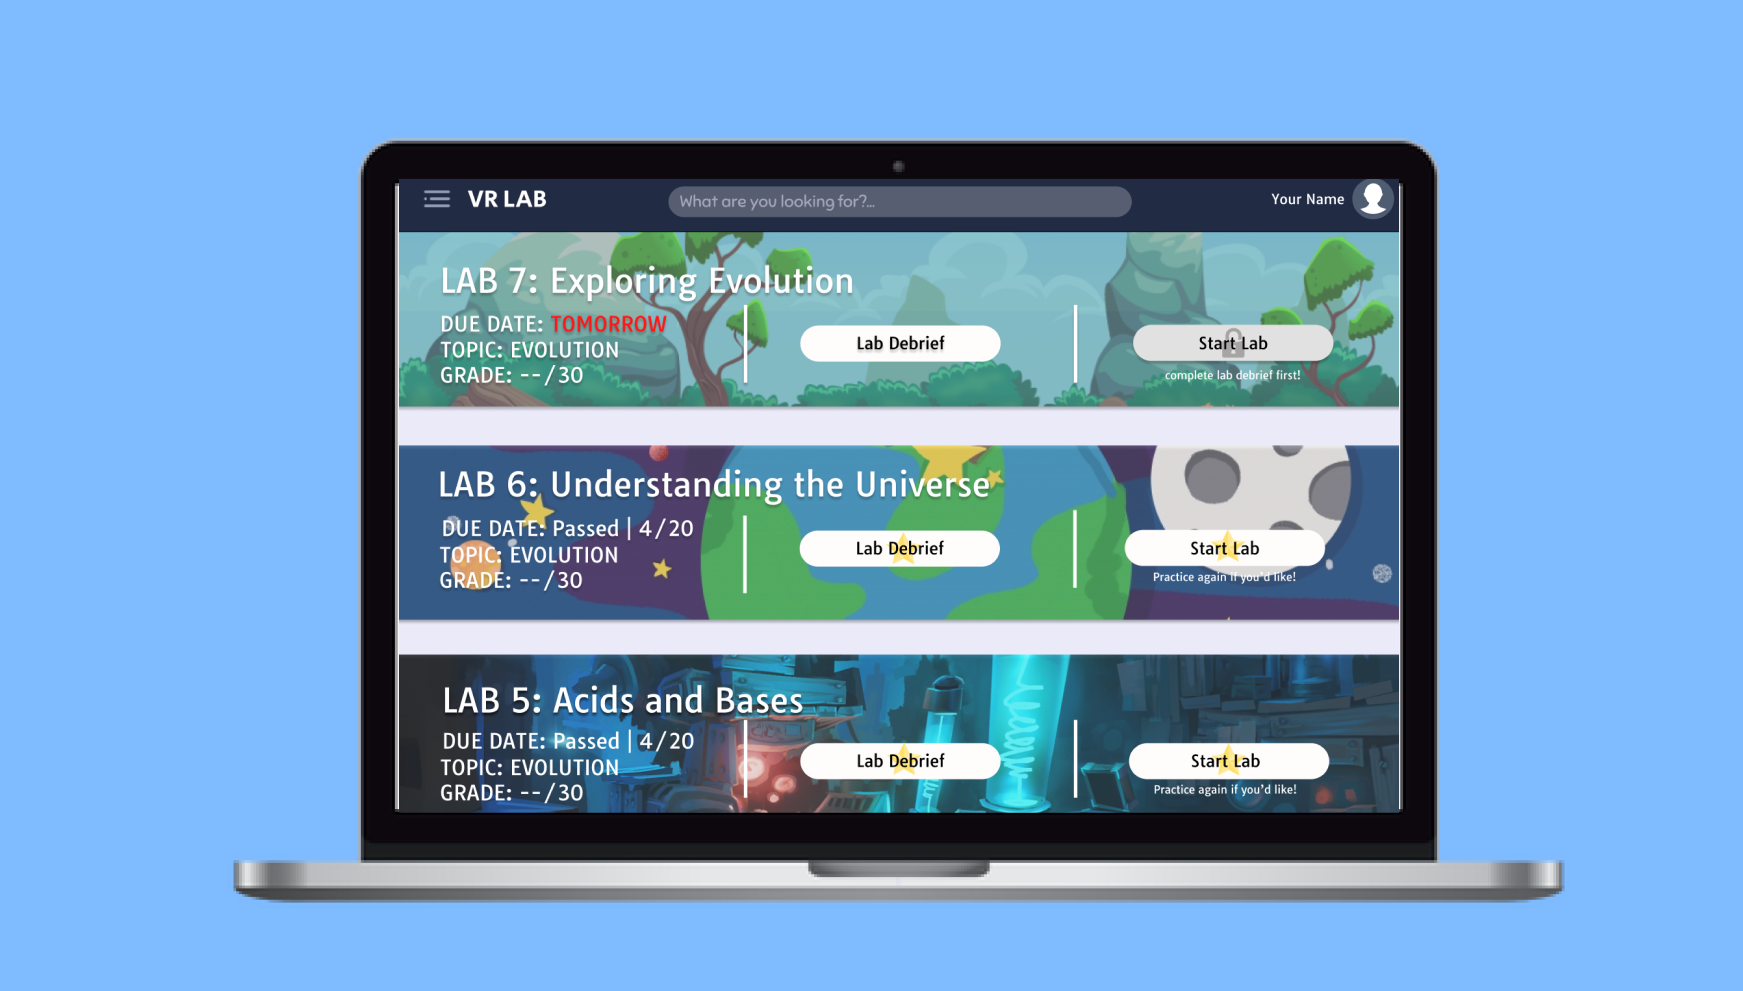 VR LAB
What are you looking for?...
Your Name
LAB 7: Exploring Evolution
DUE DATE: TOMORROW
TOPIC: EVOLUTION
GRADE: --/30
Lab Debrief
Start Lab
complete lab debrief first!
LAB 6: Understanding the Universe
DUE DATE: Passed | 4/20
TOPIC: EVOLUTION
GRADE: --/30
Lab Debrief
Start Lab
Practice again if you'd like!
LAB 5: Acids and Bases
DUE DATE: Passed | 4/20
TOPIC: EVOLUTION
GRADE: --/30
Lab Debrief
Start Lab
Practice again if you'd like!